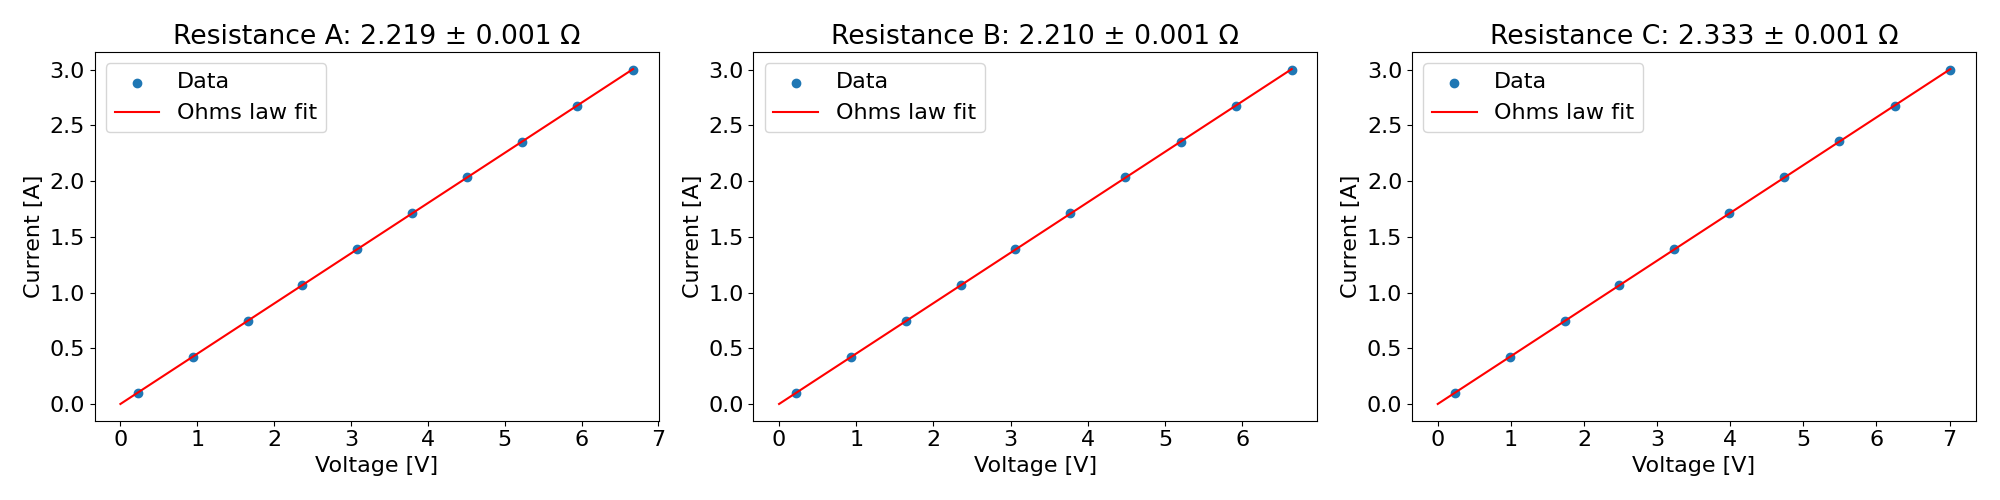 Resistance A: 2.219 ± 0.001 Ω
Data
Ohms law fit
3.0
2.5
2.0
1.5
1.0
0.5
0.0
Current [A]
0 1 2 3 4 5 6 7
Voltage [V]
Resistance B: 2.210 ± 0.001 Ω
Data
Ohms law fit
3.0
2.5
2.0
1.5
1.0
0.5
0.0
Current [A]
0 1 2 3 4 5 6
Voltage [V]
Resistance C: 2.333 ± 0.001 Ω
Data
Ohms law fit
3.0
2.5
2.0
1.5
1.0
0.5
0.0
Current [A]
0 1 2 3 4 5 6 7
Voltage [V]